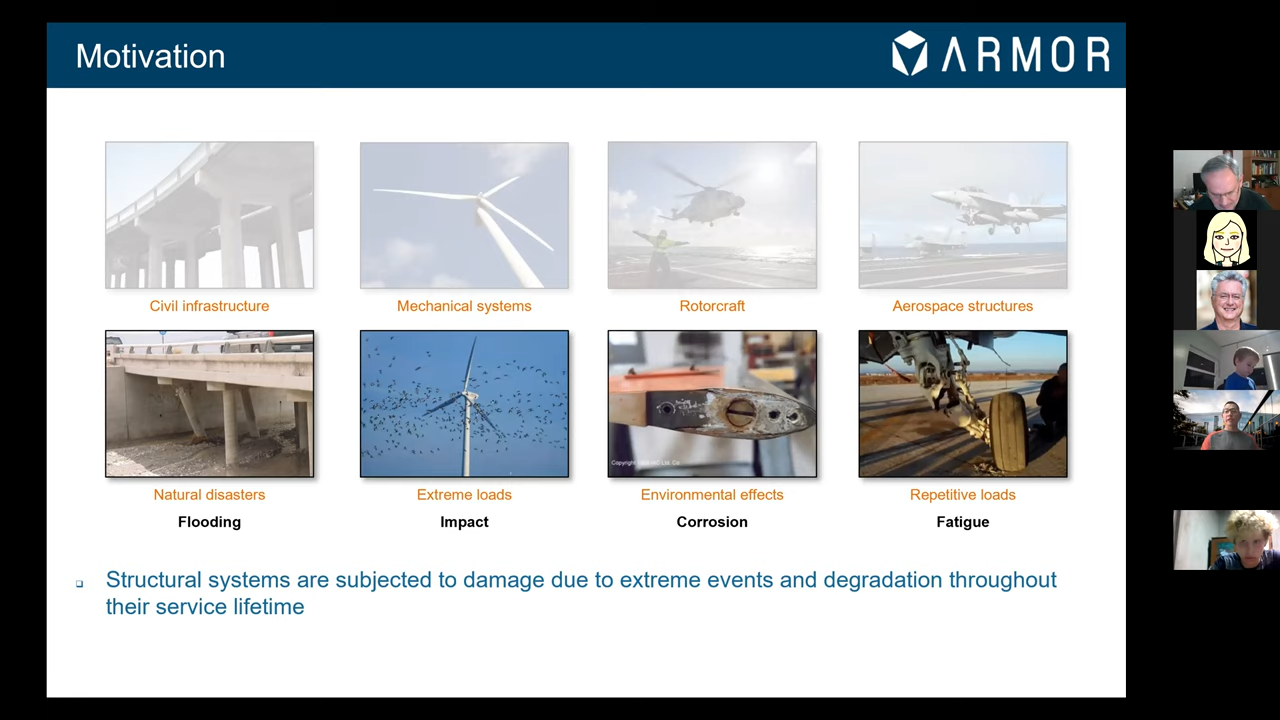 Motivation
ARMOR
Civil infrastructure
Mechanical systems
Rotorcraft
Aerospace structures
Natural disasters
Extreme loads
Environmental effects
Repetitive loads
Flooding
Impact
Corrosion
Fatigue
Structural systems are subjected to damage due to extreme events and degradation throughout
their service lifetime